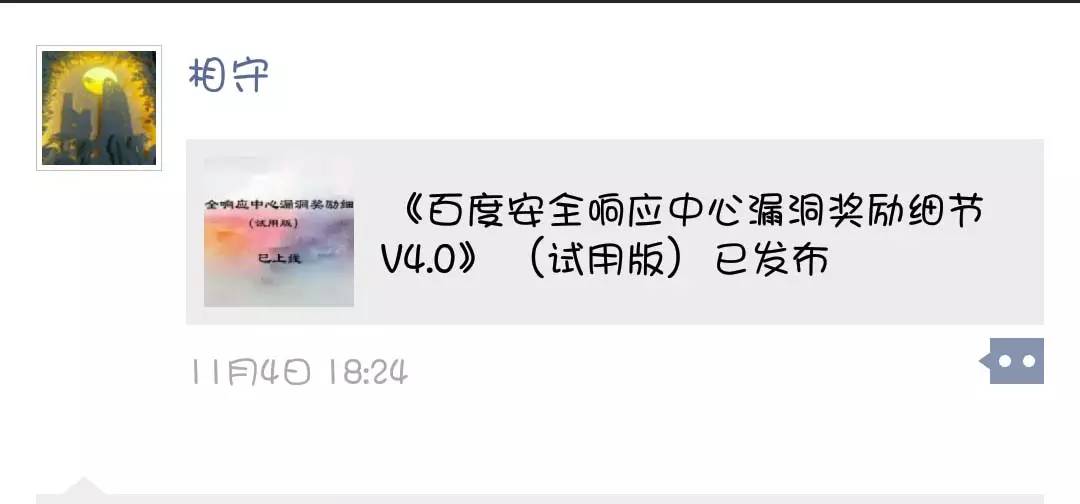 相守
全响应中心漏洞奖励细
（试用版）
已上线
《百度安全响应中心漏洞奖励细节
V4.0》（试用版）已发布
11月4日 18:24